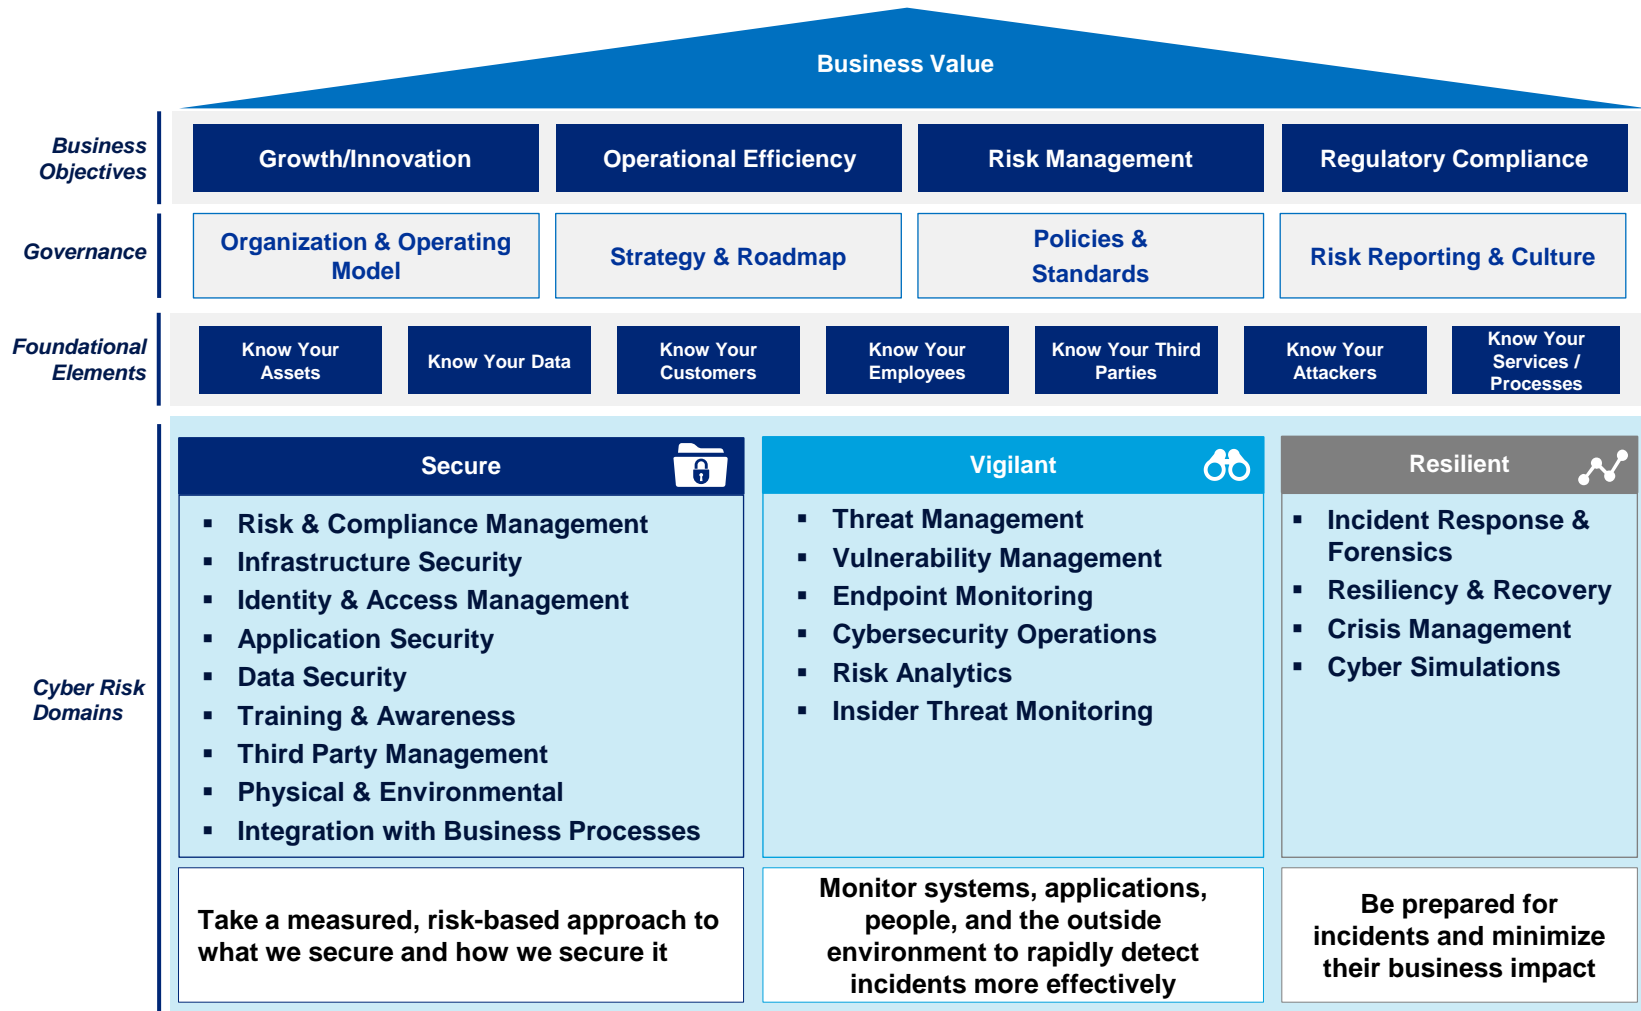 Business Value
Business
Objectives
Growth/Innovation
Operational Efficiency
Risk Management
Regulatory Compliance
Governance
Organization & Operating
Model
Strategy & Roadmap
Policies &
Standards
Risk Reporting & Culture
Foundational
Elements
Know Your
Assets
Know Your Data
Know Your
Customers
Know Your
Employees
Know Your Third
Parties
Know Your
Attackers
Know Your
Services /
Processes
Cyber Risk
Domains
Secure
▪ Risk & Compliance Management
▪ Infrastructure Security
▪ Identity & Access Management
▪ Application Security
▪ Data Security
▪ Training & Awareness
▪ Third Party Management
▪ Physical & Environmental
▪ Integration with Business Processes
Take a measured, risk-based approach to
what we secure and how we secure it
Vigilant
▪ Threat Management
▪ Vulnerability Management
▪ Endpoint Monitoring
▪ Cybersecurity Operations
▪ Risk Analytics
▪ Insider Threat Monitoring
Monitor systems, applications,
people, and the outside
environment to rapidly detect
incidents more effectively
Resilient
▪ Incident Response &
Forensics
▪ Resiliency & Recovery
▪ Crisis Management
▪ Cyber Simulations
Be prepared for
incidents and minimize
their business impact